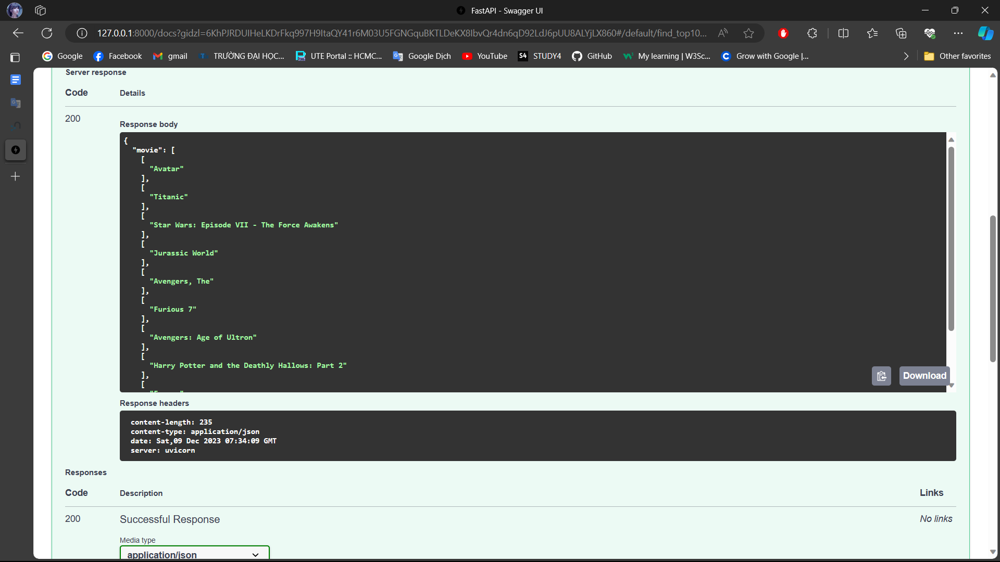 FastAPI - Swagger UI
127.0.0.1:8000/docs?gidzl=6KhPJRDUIHeLKDrFkq997H9ItaQY41r6M03U5FGNGquBKTLDeKX8IbvQr4dn6qD92LdJ6pUU8ALYjLX860#/default/find_top10...
Google Facebook gmail TRƯỜNG ĐẠI HỌC... UTE Portal :: HCMC... Google Dịch YouTube S4 STUDY4 GitHub My learning | W3Sc... Grow with Google |... Other favorites
Server response
Code Details
200
Response body
{
"movie": [
[
"Avatar"
],
[
"Titanic"
],
[
"Star Wars: Episode VII - The Force Awakens"
],
[
"Jurassic World"
],
[
"Avengers, The"
],
[
"Furious 7"
],
[
"Avengers: Age of Ultron"
],
[
"Harry Potter and the Deathly Hallows: Part 2"
],
[
Download
Response headers
content-length: 235
content-type: application/json
date: Sat,09 Dec 2023 07:34:09 GMT
server: uvicorn
Responses
Code Description Links
200 Successful Response No links
Media type
application/json